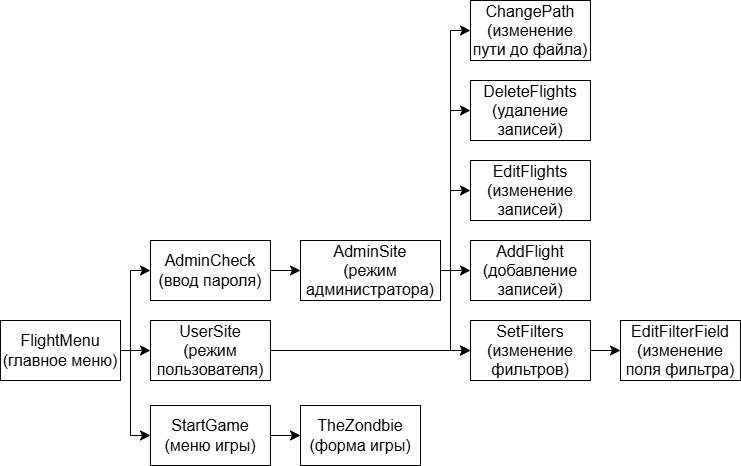 ChangePath
(изменение
пути до файла)
DeleteFlights
(удаление
записей)
EditFlights
(изменение
записей)
AdminCheck
(ввод пароля)
AdminSite
(режим
администратора)
AddFlight
(добавление
записей)
FlightMenu
(главное меню)
UserSite
(режим
пользователя)
SetFilters
(изменение
фильтров)
EditFilterField
(изменение
поля фильтра)
StartGame
(меню игры)
TheZondbie
(форма игры)